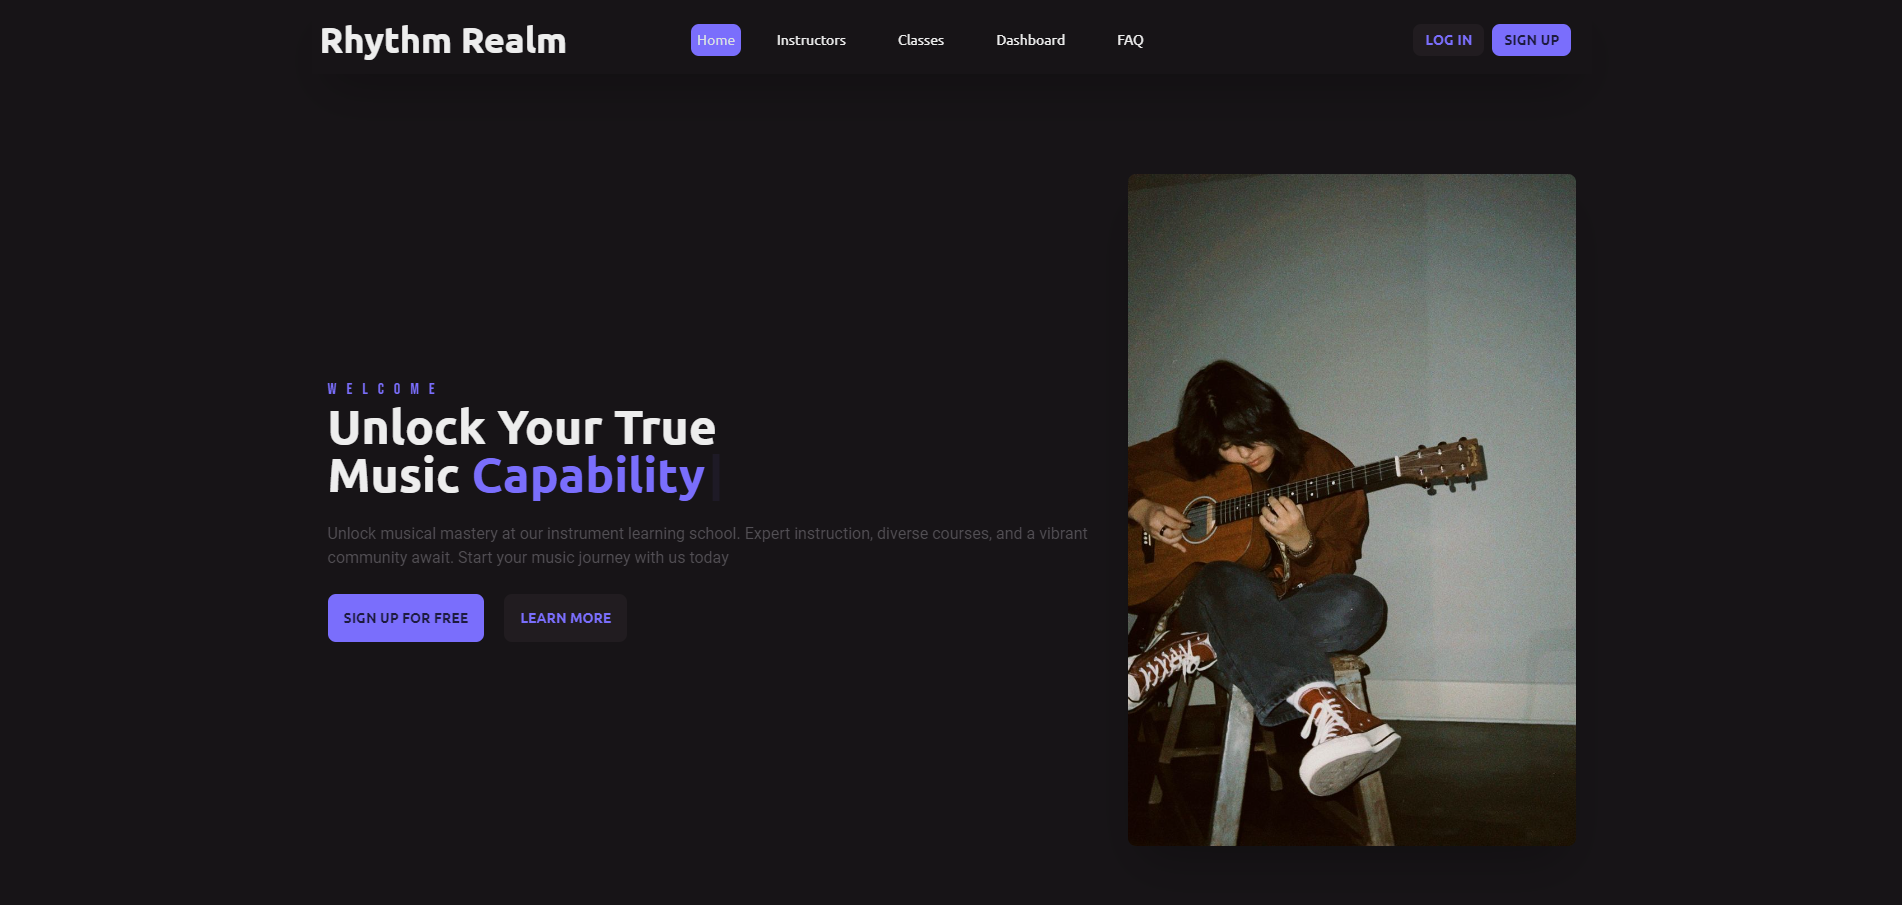 Rhythm Realm
Home
Instructors
Classes
Dashboard
FAQ
LOG IN
SIGN UP
WELCOME
Unlock Your True
Music Capability
Unlock musical mastery at our instrument learning school. Expert instruction, diverse courses, and a vibrant
community await. Start your music journey with us today
SIGN UP FOR FREE
LEARN MORE